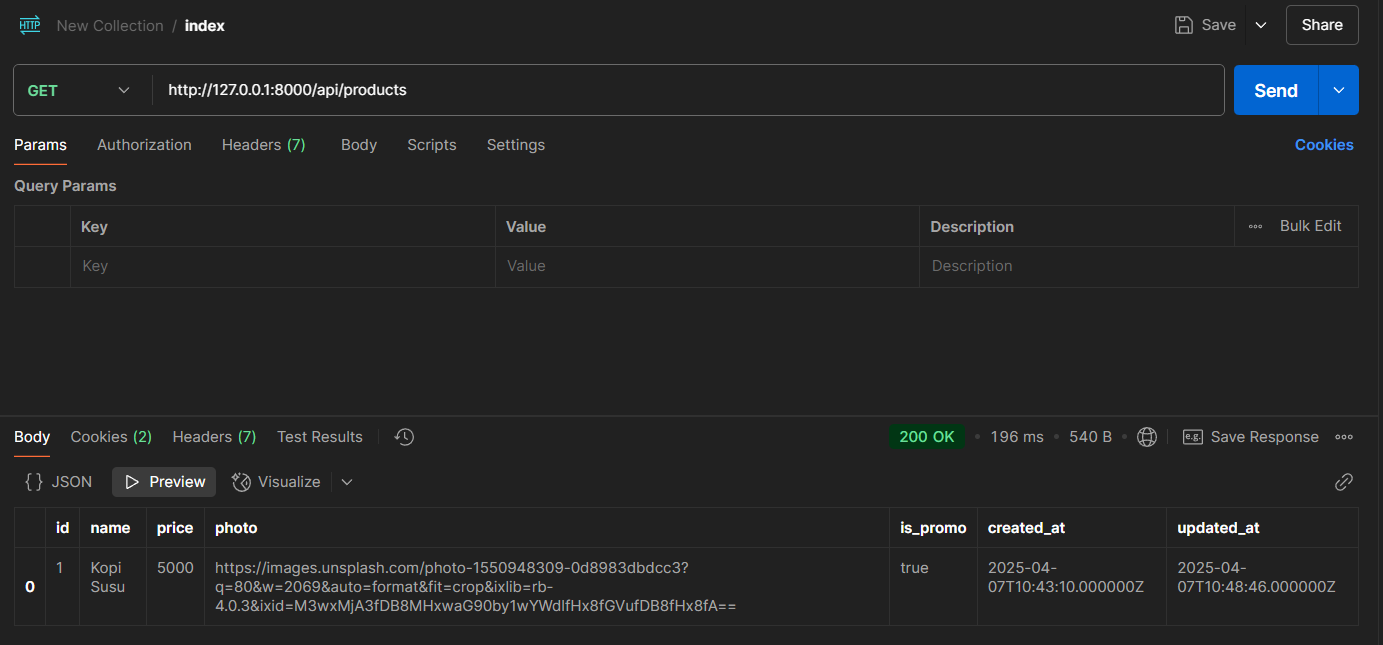 HTTP New Collection / index Save Share
GET http://127.0.0.1:8000/api/products Send
Params Authorization Headers (7) Body Scripts Settings Cookies
Query Params
Key Value Description Bulk Edit
Key Value Description
Body Cookies (2) Headers (7) Test Results 200 OK 196 ms 540 B e.g. Save Response
{} JSON Preview Visualize
id name price photo is_promo created_at updated_at
0 1 Kopi Susu 5000 https://images.unsplash.com/photo-1550948309-0d8983dbdcc3?
q=80&w=2069&auto=format&fit=crop&ixlib=rb-
4.0.3&ixid=M3wxMjA3fDB8MHxwaG90by1wYWdlfHx8fGVufDB8fHx8fA==
true
2025-04-
07T10:43:10.000000Z
2025-04-
07T10:48:46.000000Z